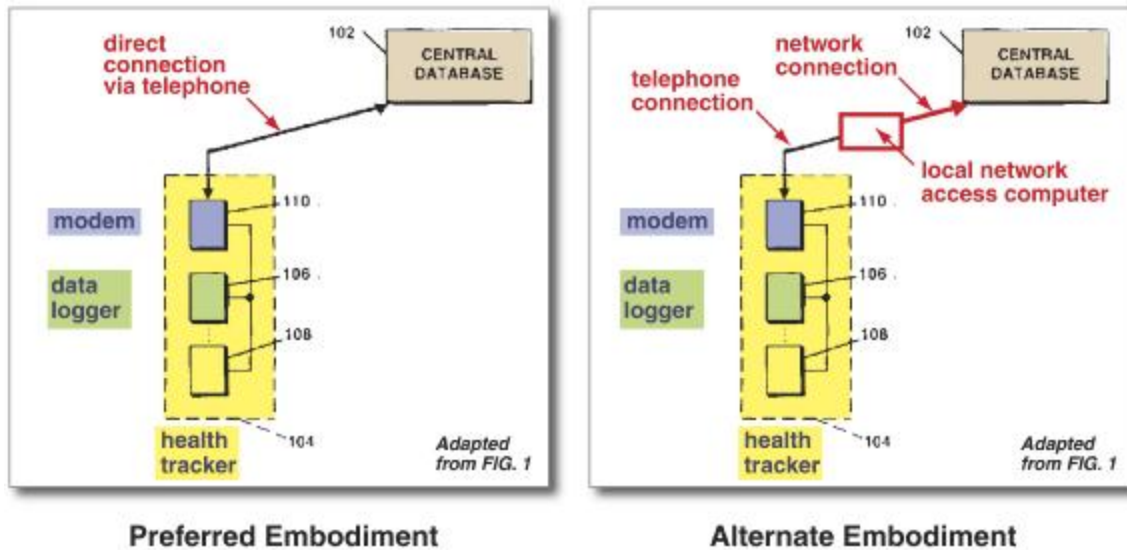 102
CENTRAL
DATABASE
direct
connection
via telephone
110
modem
106
data
logger
108
health
tracker
104
Adapted
from FIG. 1
Preferred Embodiment
102
CENTRAL
DATABASE
network
connection
telephone
connection
local network
access computer
110
modem
106
data
logger
108
health
tracker
104
Adapted
from FIG. 1
Alternate Embodiment